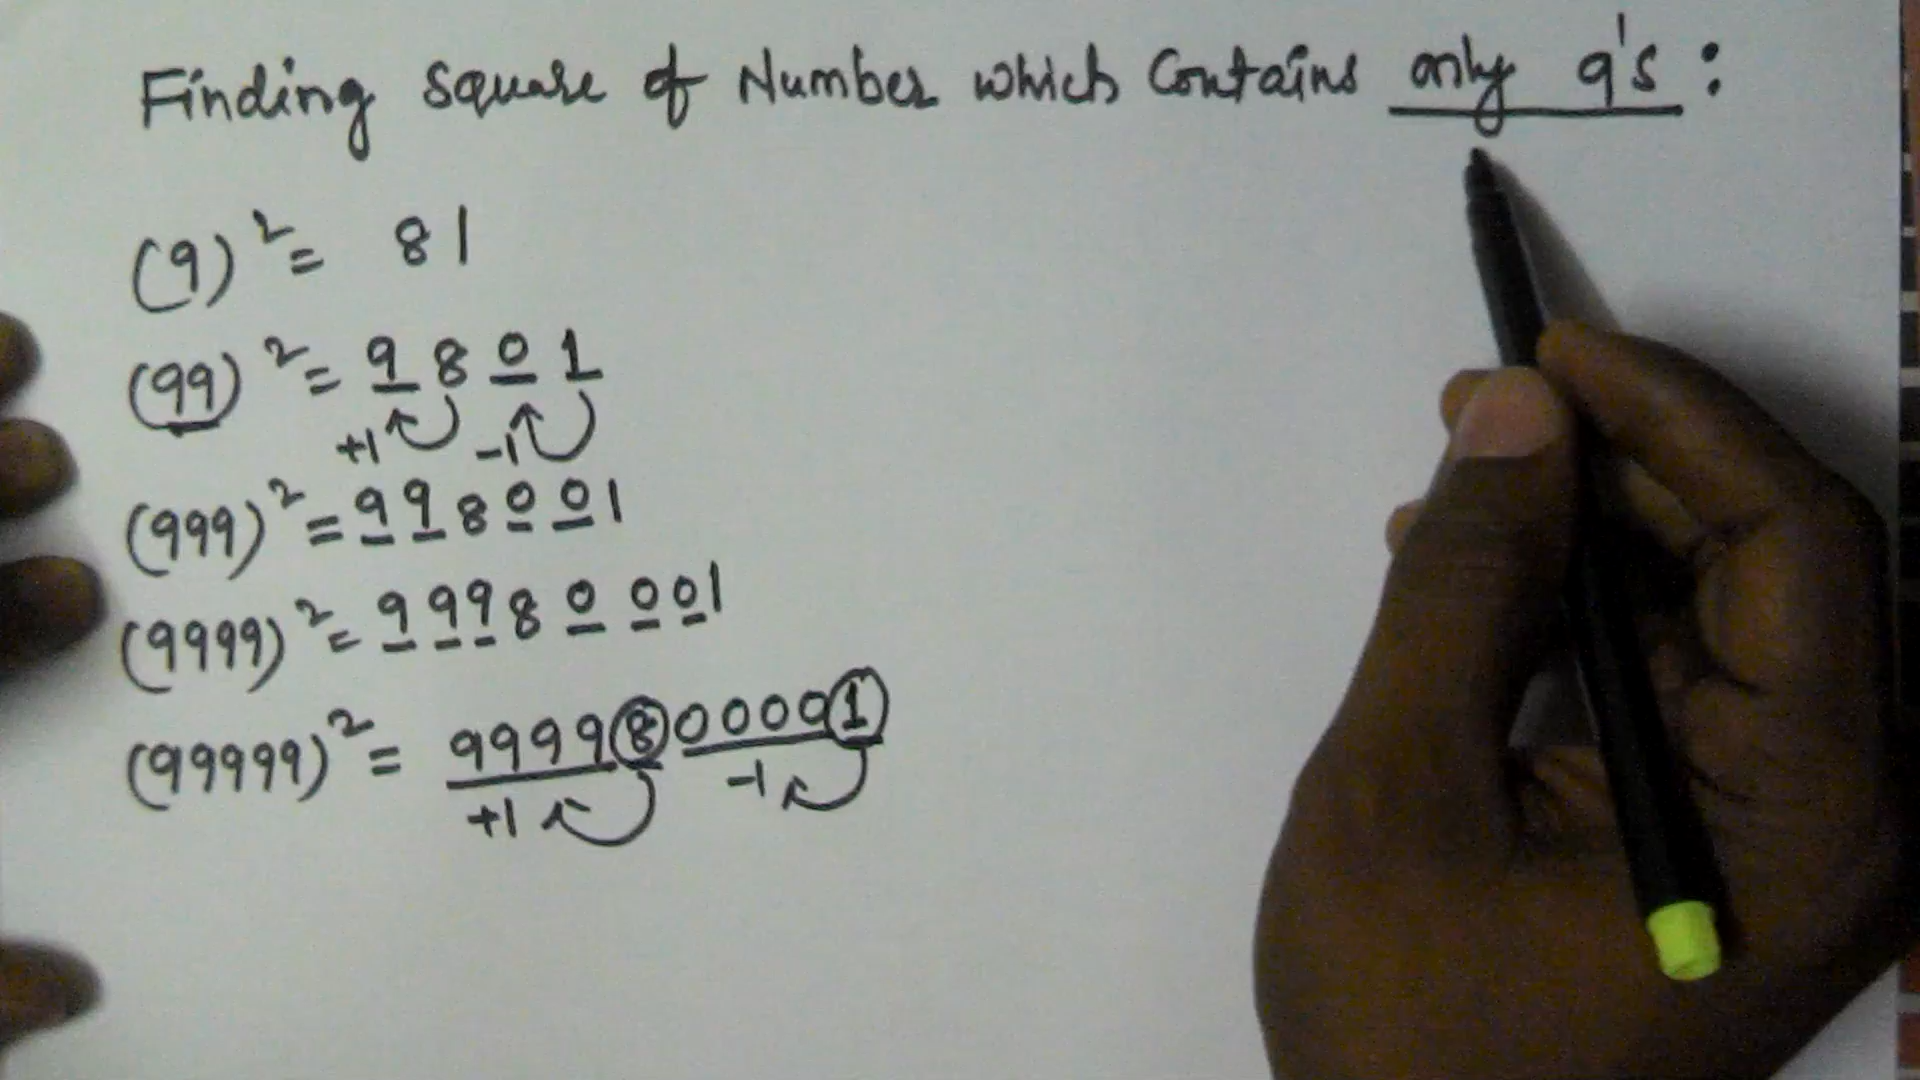 Finding Square of Number which Contains only 9's :
(9)² = 81
(99)² = 9801
+1 -1
(999)² = 998001
(9999)² = 99980001
(99999)² = 9999800001
+1 -1